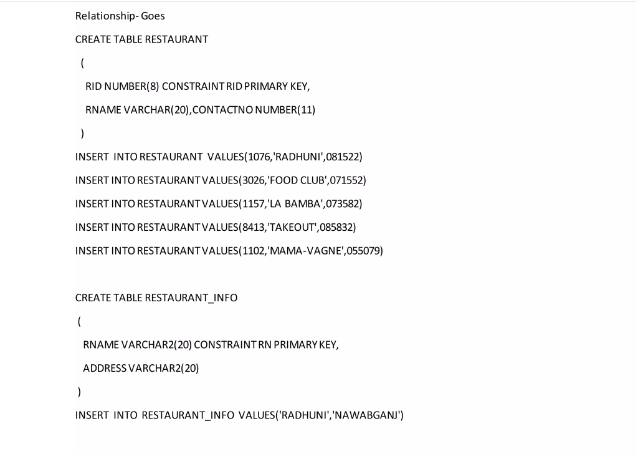 Relationship- Goes
CREATE TABLE RESTAURANT
(
RID NUMBER(8) CONSTRAINT RID PRIMARY KEY,
RNAME VARCHAR(20),CONTACTNO NUMBER(11)
)
INSERT INTO RESTAURANT VALUES(1076,'RADHUNI',081522)
INSERT INTO RESTAURANT VALUES(3026,'FOOD CLUB',071552)
INSERT INTO RESTAURANT VALUES(1157,'LA BAMBA',073582)
INSERT INTO RESTAURANT VALUES(8413,'TAKEOUT',085832)
INSERT INTO RESTAURANT VALUES(1102,'MAMA-VAGNE',055079)
CREATE TABLE RESTAURANT_INFO
(
RNAME VARCHAR2(20) CONSTRAINT RN PRIMARY KEY,
ADDRESS VARCHAR2(20)
)
INSERT INTO RESTAURANT_INFO VALUES('RADHUNI','NAWABGANJ')